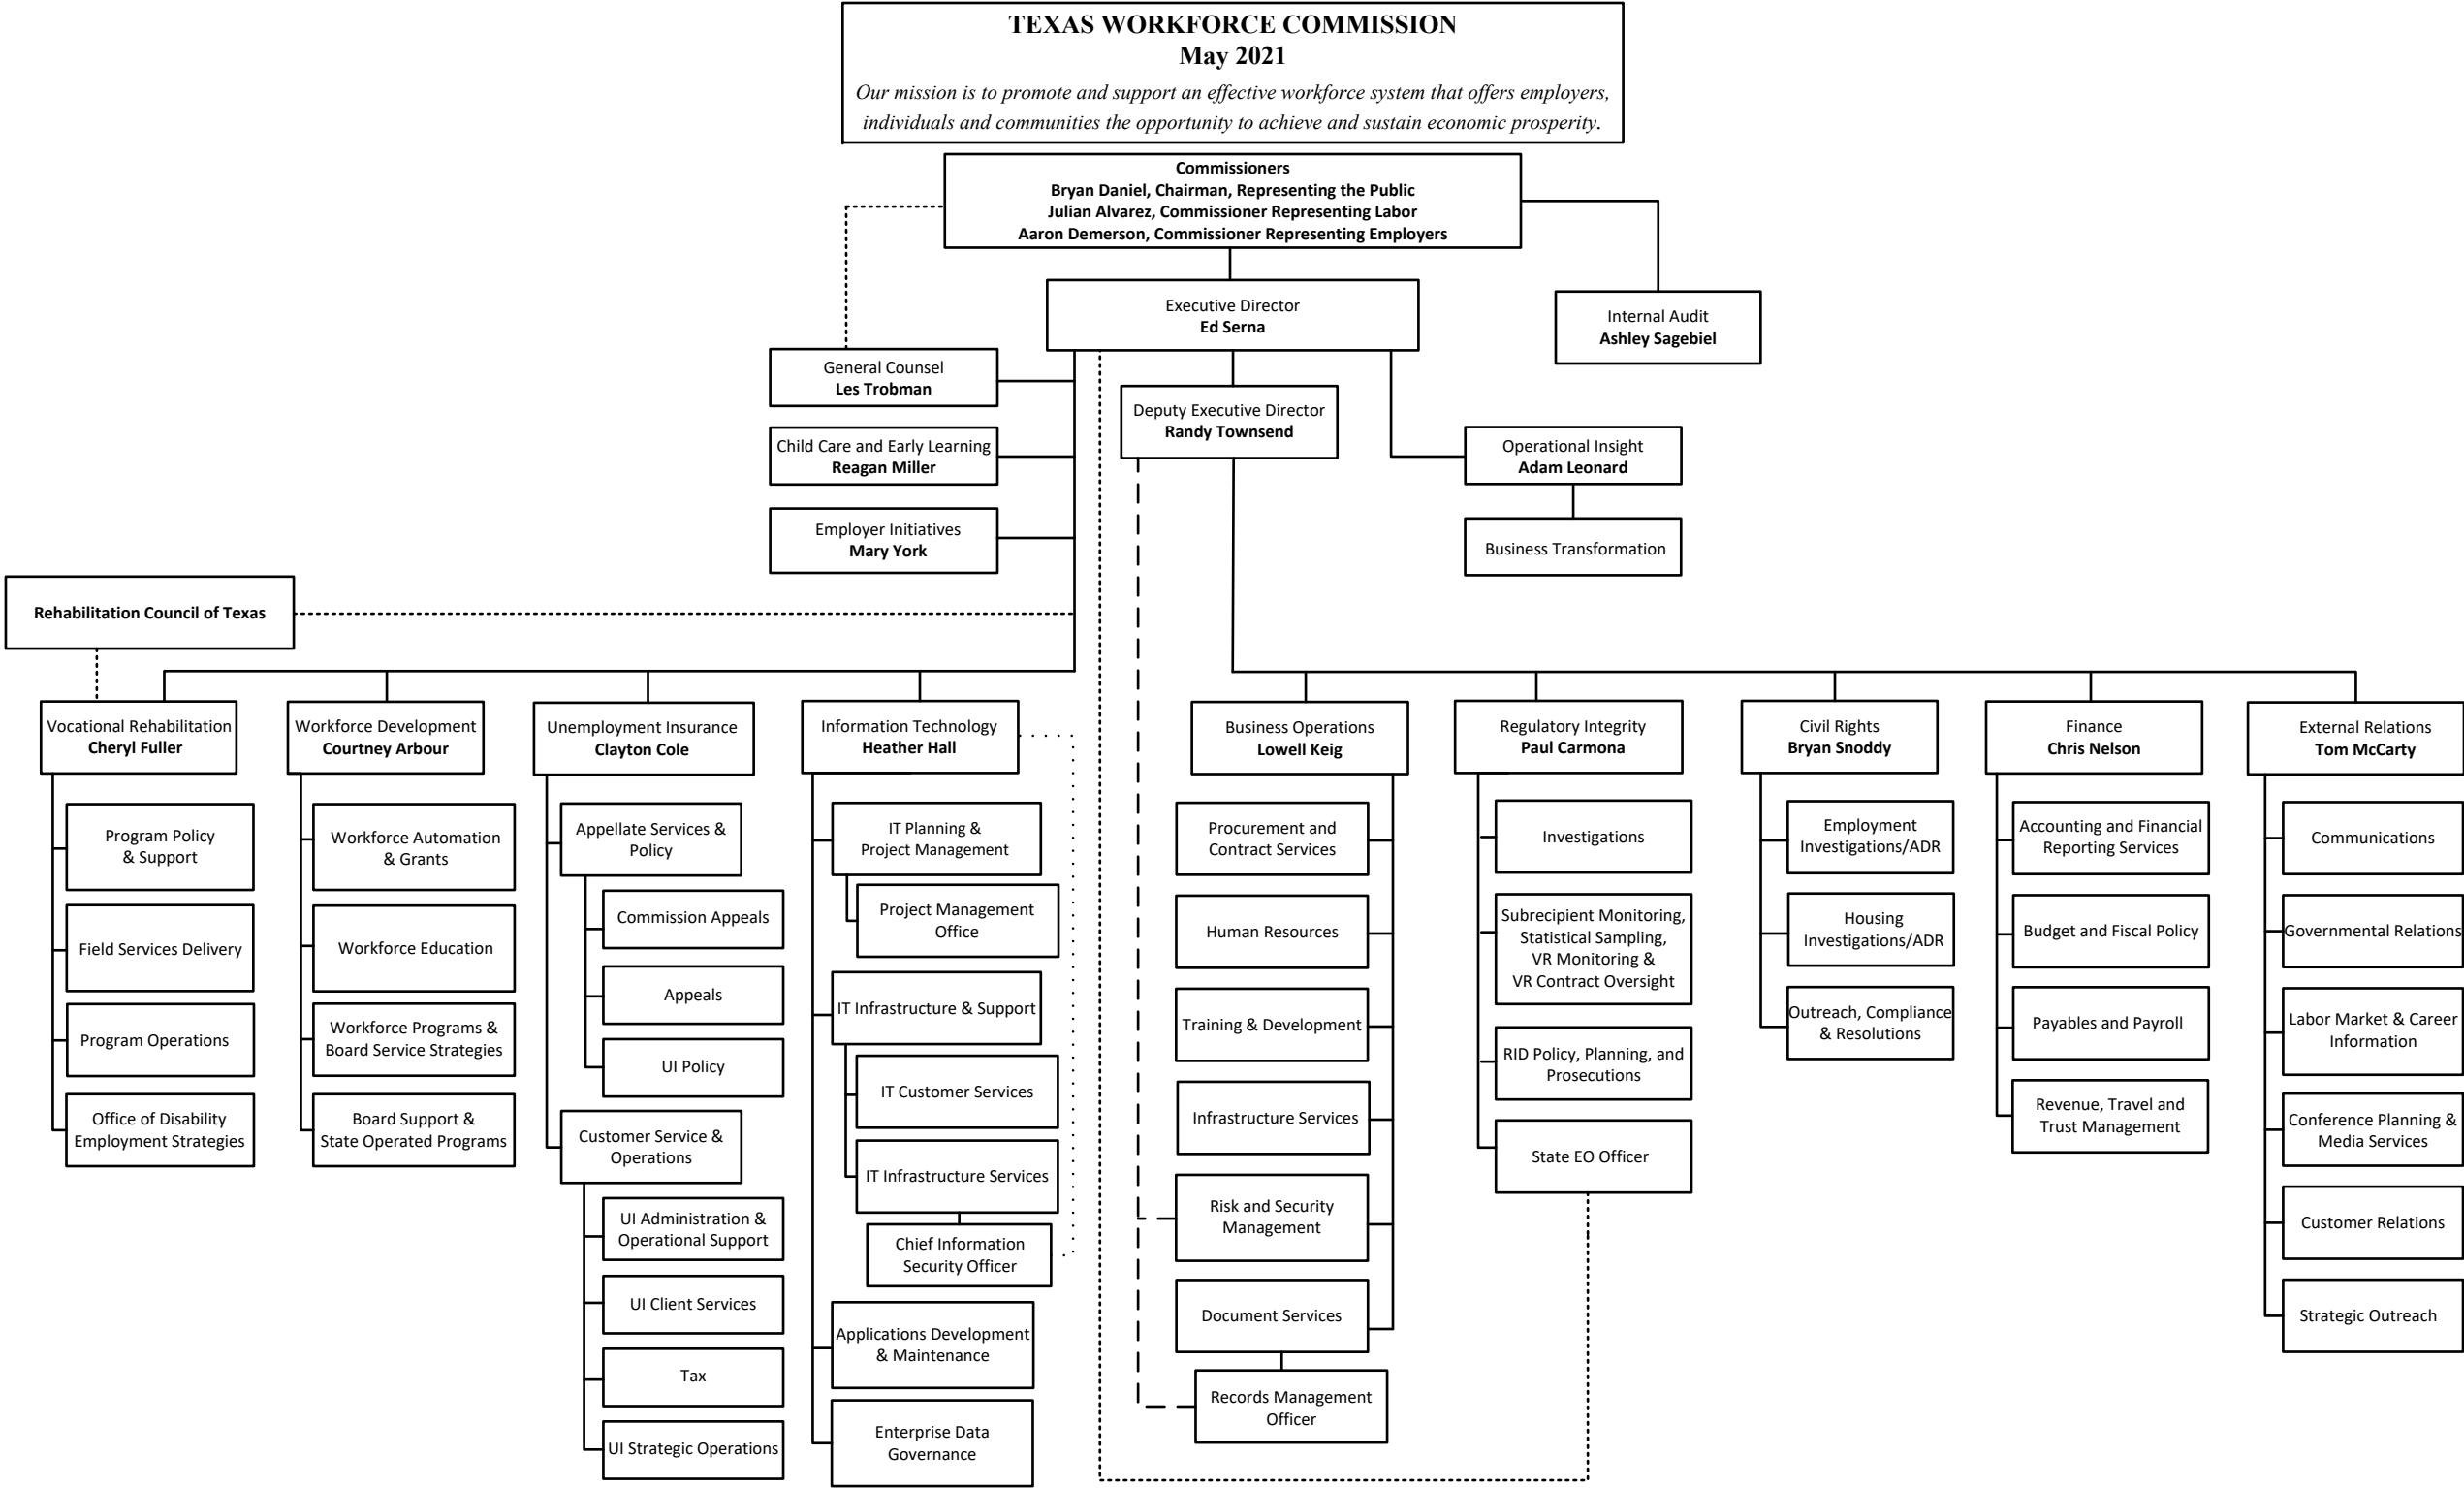 TEXAS WORKFORCE COMMISSION
May 2021
Our mission is to promote and support an effective workforce system that offers employers,
individuals and communities the opportunity to achieve and sustain economic prosperity.
Commissioners
Bryan Daniel, Chairman, Representing the Public
Julian Alvarez, Commissioner Representing Labor
Aaron Demerson, Commissioner Representing Employers
Executive Director
Ed Serna
Internal Audit
Ashley Sagebiel
General Counsel
Les Trobman
Deputy Executive Director
Randy Townsend
Child Care and Early Learning
Reagan Miller
Operational Insight
Adam Leonard
Employer Initiatives
Mary York
Business Transformation
Rehabilitation Council of Texas
Vocational Rehabilitation
Cheryl Fuller
Program Policy
& Support
Field Services Delivery
Program Operations
Office of Disability
Employment Strategies
Workforce Development
Courtney Arbour
Workforce Automation
& Grants
Workforce Education
Workforce Programs &
Board Service Strategies
Board Support &
State Operated Programs
Unemployment Insurance
Clayton Cole
Appellate Services &
Policy
Commission Appeals
Appeals
UI Policy
Customer Service &
Operations
UI Administration &
Operational Support
UI Client Services
Tax
UI Strategic Operations
Information Technology
Heather Hall
IT Planning &
Project Management
Project Management
Office
IT Infrastructure & Support
IT Customer Services
IT Infrastructure Services
Chief Information
Security Officer
Applications Development
& Maintenance
Enterprise Data
Governance
Business Operations
Lowell Keig
Procurement and
Contract Services
Human Resources
Training & Development
Infrastructure Services
Risk and Security
Management
Document Services
Records Management
Officer
Regulatory Integrity
Paul Carmona
Investigations
Subrecipient Monitoring,
Statistical Sampling,
VR Monitoring &
VR Contract Oversight
RID Policy, Planning, and
Prosecutions
State EO Officer
Civil Rights
Bryan Snoddy
Employment
Investigations/ADR
Housing
Investigations/ADR
Outreach, Compliance
& Resolutions
Finance
Chris Nelson
Accounting and Financial
Reporting Services
Budget and Fiscal Policy
Payables and Payroll
Revenue, Travel and
Trust Management
External Relations
Tom McCarty
Communications
Governmental Relations
Labor Market & Career
Information
Conference Planning &
Media Services
Customer Relations
Strategic Outreach